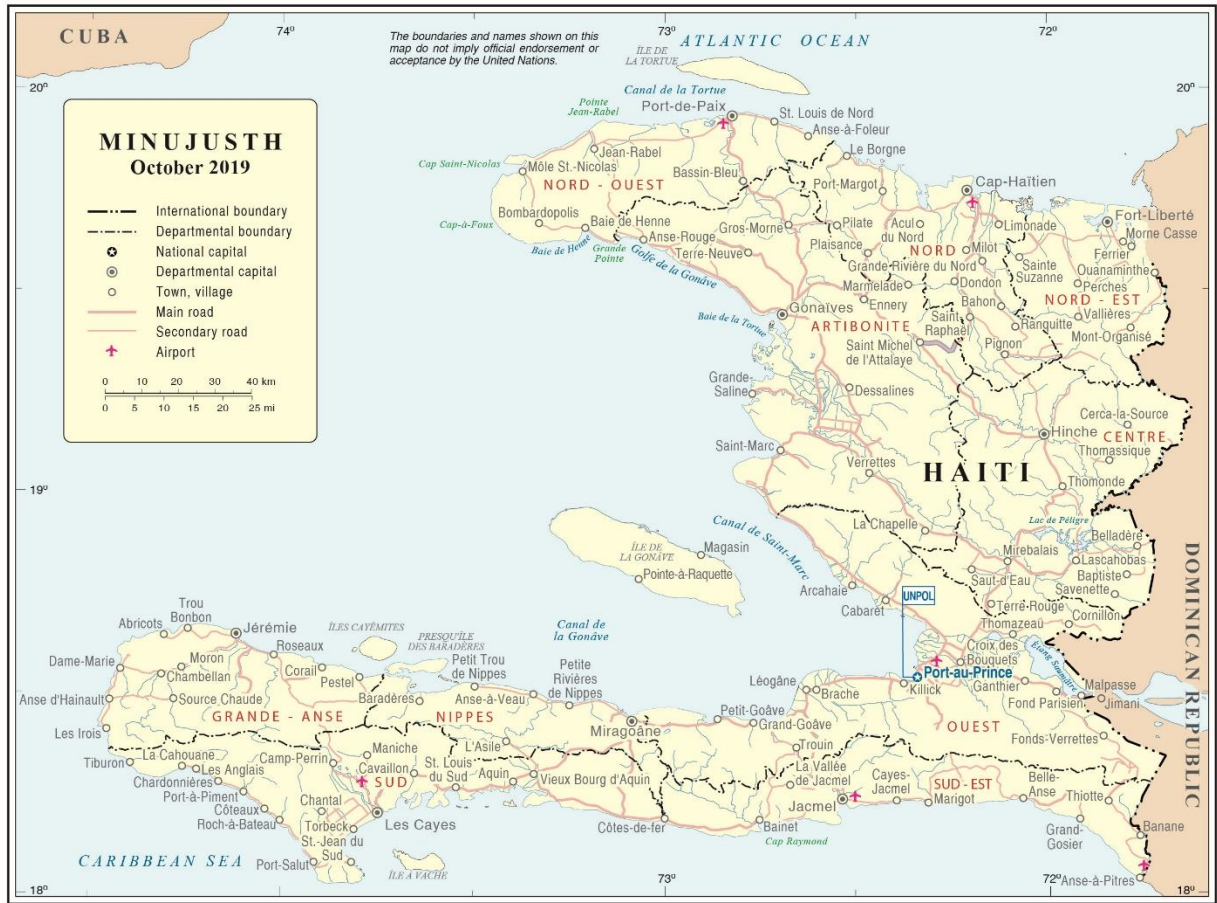 CUBA
74°
73°
72°
The boundaries and names shown on this
map do not imply official endorsement or
acceptance by the United Nations.
ATLANTIC OCEAN
ÎLE DE
LA TORTUE
20°
20°
Canal de la Tortue
Port-de-Paix
St. Louis de Nord
Anse-à-Foleur
Le Borgne
Pointe
Jean-Rabel
MINUJUSTH
October 2019
International boundary
Departmental boundary
National capital
Departmental capital
Town, village
Main road
Secondary road
Airport
0 10 20 30 40 km
0 5 10 15 20 25 mi
Jean-Rabel
Cap Saint-Nicolas
Môle St.-Nicolas
NORD - OUEST
Bassin-Bleu
Port-Margot
Cap-Haïtien
Fort-Liberté
Bombardopolis
Cap-à-Foux
Baie de Henne
Baie de Henne
Grande
Pointe
Anse-Rouge
Terre-Neuve
Golfe de la Gonâve
Gros-Morne
Pilate
Plaisance
Acul
du Nord
NORD
Limonade
Milot
Morne Casse
Ferrier
Ouanaminthe
Grande-Rivière du Nord
Sainte
Suzanne
Perches
NORD - EST
Marmelade
Dondon
Ennery
Bahon
Vallières
Gonaïves
Baie de la Tortue
ARTIBONITE
Saint
Raphaël
Ranquitte
Mont-Organisé
Saint Michel
de l'Attalaye
Pignon
Grande-
Saline
Dessalines
Cerca-la-Source
Hinche
CENTRE
Saint-Marc
Thomassique
Verrettes
HAITI
Thomonde
19°
19°
Canal de Saint-Marc
La Chapelle
Lac de Péligre
Belladère
Mirebalais
Lascahobas
ÎLE DE
LA GONÂVE
Magasin
Pointe-à-Raquette
Saut-d'Eau
Baptiste
Savenette
Arcahaie
Cabaret
UNPOL
Terre-Rouge
Cornillon
Thomazeau
DOMINICAN REPUBLIC
Trou
Bonbon
Abricots
Jérémie
ÎLES CAYÉMITES
Canal de
la Gonâve
PRESQU'ÎLE
DES BARADÈRES
Roseaux
Dame-Marie
Moron
Chambellan
Corail
Pestel
Petit Trou
de Nippes
Petite
Rivières
de Nippes
Croix des
Bouquets
Port-au-Prince
Etang Saumâtre
Anse d'Hainault
Source Chaude
Baradères
Anse-à-Veau
Léogâne
Brache
Killick
Ganthier
Malpasse
Jimani
Fond Parisien
GRANDE - ANSE
NIPPES
Miragoâne
Petit-Goâve
Grand-Goâve
OUEST
Les Irois
Fonds-Verrettes
Tiburon
La Cahouane
Les Anglais
Camp-Perrin
Maniche
Cavaillon
L'Asile
St. Louis
du Sud
Aquin
Vieux Bourg d'Aquin
Trouin
La Vallée
de Jacmel
Cayes-
Jacmel
SUD-EST
Belle-
Anse
Thiotte
Chardonnières
Port-à-Piment
SUD
Jacmel
Marigot
Côteaux
Roch-à-Bateau
Chantal
Torbeck
Les Cayes
Côtes-de-fer
Bainet
Cap Raymond
Grand-
Gosier
Banane
St.-Jean du
Sud
CARIBBEAN SEA
Port-Salut
ÎLE A VACHE
Anse-à-Pitres
18°
73°
72°
18°